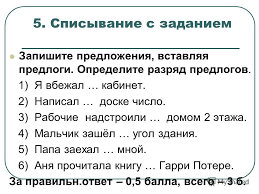 5. Списывание с заданием
Запишите предложения, вставляя
предлоги. Определите разряд предлогов.
1) Я вбежал … кабинет.
2) Написал … доске число.
3) Рабочие надстроили … домом 2 этажа.
4) Мальчик зашёл … угол здания.
5) Папа заехал … мной.
6) Аня прочитала книгу … Гарри Потере.
За правильн.ответ – 0,5 балла, всего – 3 б.